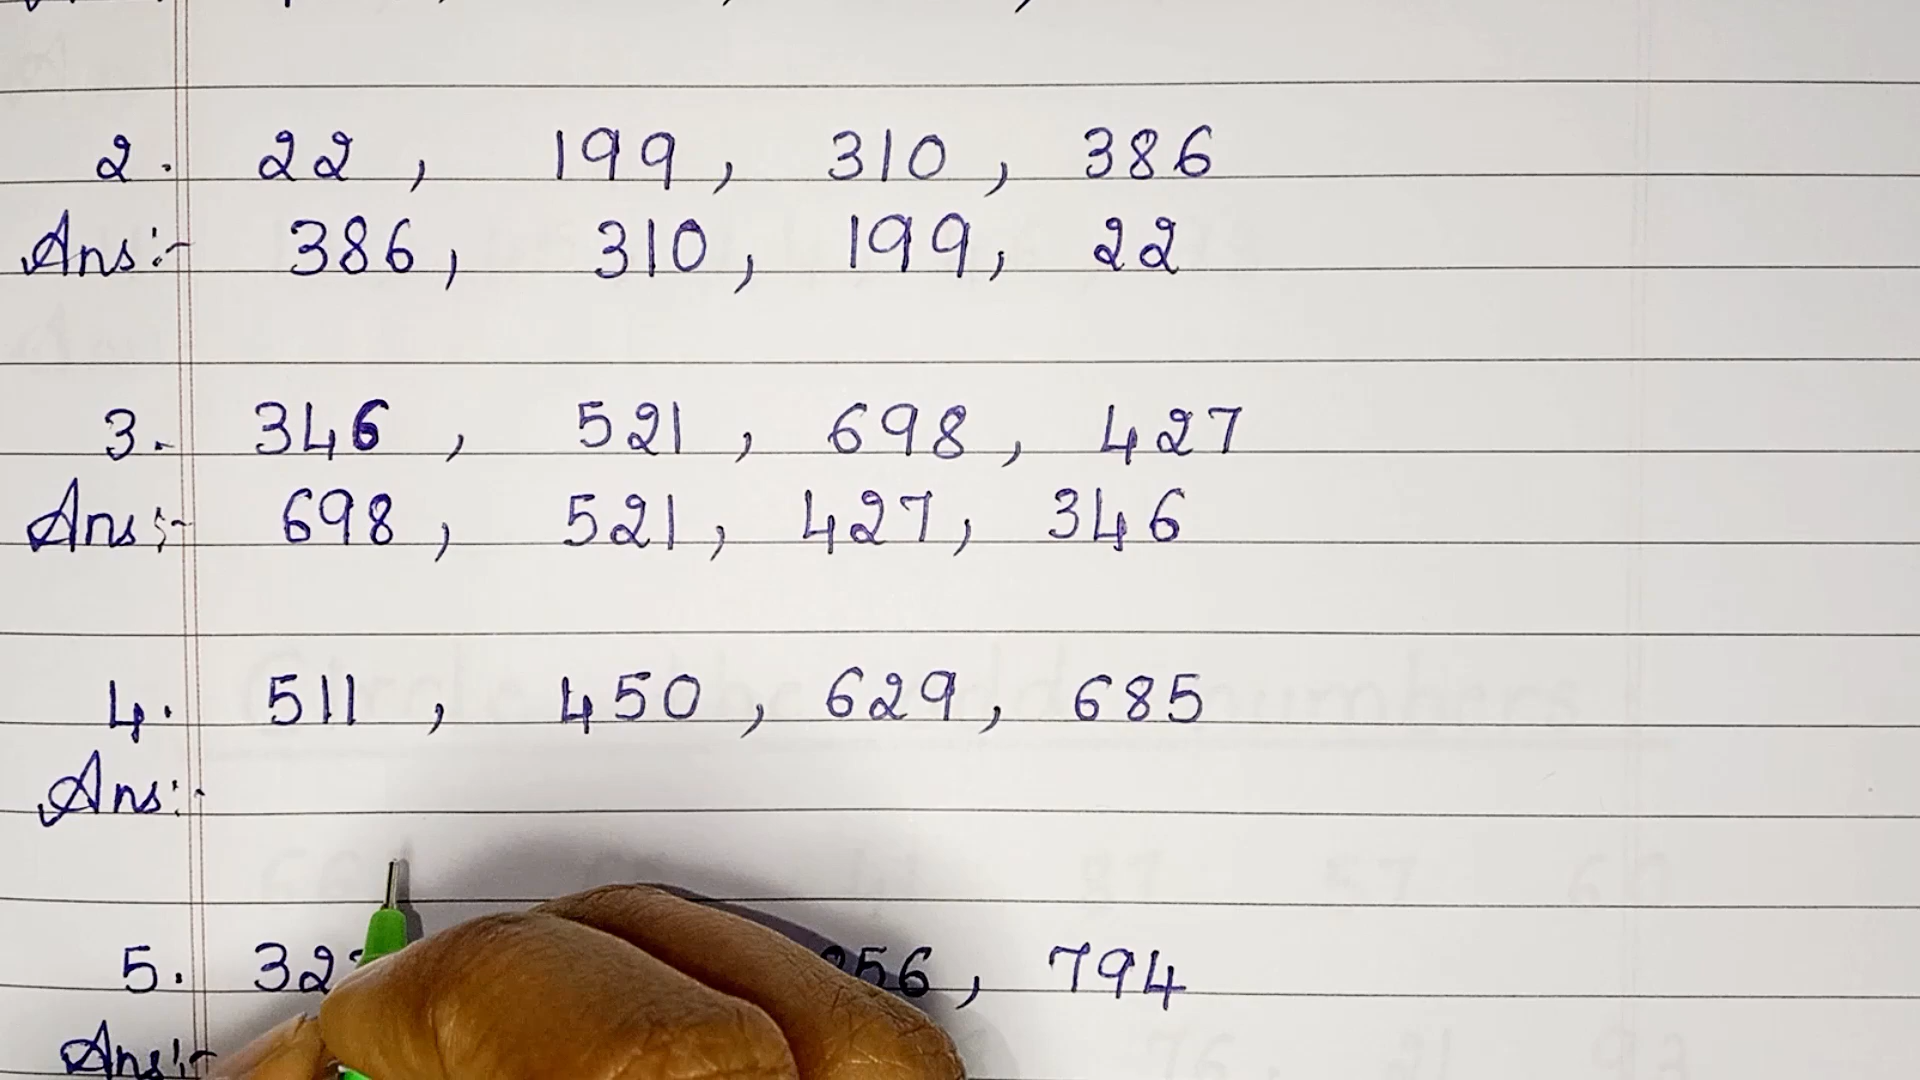 2. 22, 199, 310, 386
Ans:- 386, 310, 199, 22
3. 346, 521, 698, 427
Ans:- 698, 521, 427, 346
4. 511, 450, 629, 685
Ans:-
5. 794
Ans:-